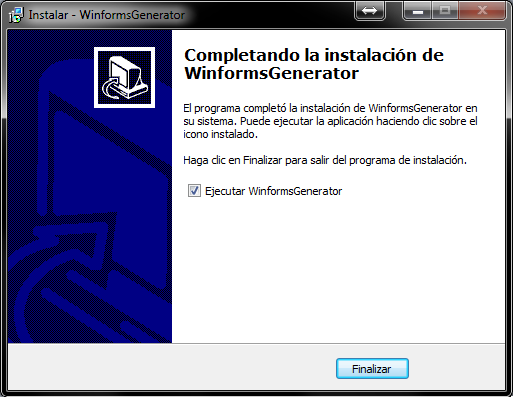 Instalar - WinformsGenerator
Completando la instalación de
WinformsGenerator
El programa completó la instalación de WinformsGenerator en
su sistema. Puede ejecutar la aplicación haciendo clic sobre el
icono instalado.
Haga clic en Finalizar para salir del programa de instalación.
Ejecutar WinformsGenerator
Finalizar